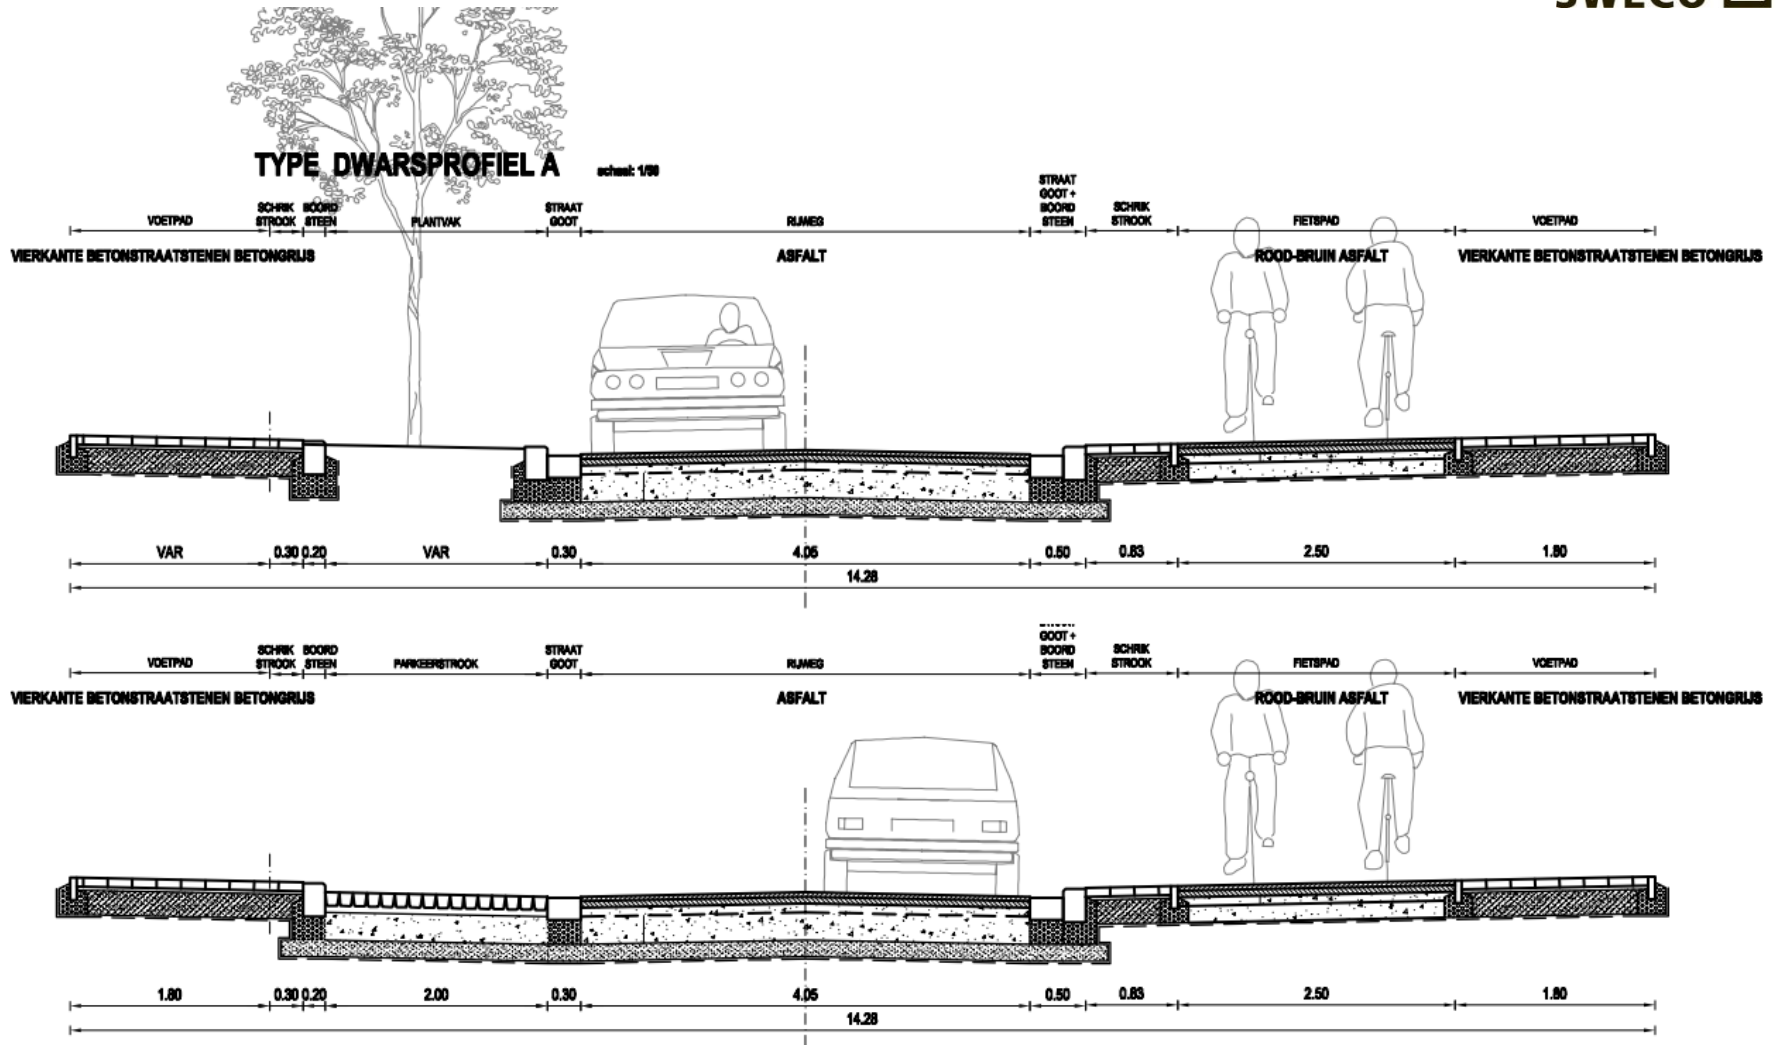 SWECO
TYPE DWARSPROFIEL A schaal: 1/50
VOETPAD SCHRIK STROOK BOORD STEEN PLANTVAK STRAAT GOOT RIJWEG STRAAT GOOT + BOORD STEEN SCHRIK STROOK FIETSPAD VOETPAD
VIERKANTE BETONSTRAATSTENEN BETONGRIJS ASFALT ROOD-BRUIN ASFALT VIERKANTE BETONSTRAATSTENEN BETONGRIJS
VAR 0.30 0.20 VAR 0.30 4.05 0.50 0.83 2.50 1.80
14.28
VOETPAD SCHRIK STROOK BOORD STEEN PARKEERSTROOK STRAAT GOOT RIJWEG GOOT + BOORD STEEN SCHRIK STROOK FIETSPAD VOETPAD
VIERKANTE BETONSTRAATSTENEN BETONGRIJS ASFALT ROOD-BRUIN ASFALT VIERKANTE BETONSTRAATSTENEN BETONGRIJS
1.80 0.30 0.20 2.00 0.30 4.05 0.50 0.83 2.50 1.80
14.28